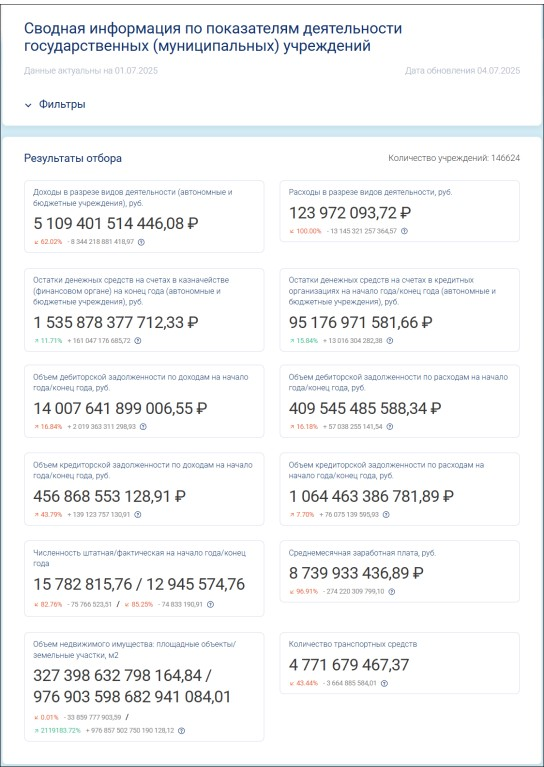 Сводная информация по показателям деятельности
государственных (муниципальных) учреждений
Данные актуальны на 01.07.2025
Дата обновления 04.07.2025
Фильтры
Результаты отбора
Количество учреждений: 146624
Доходы в разрезе видов деятельности (автономные и
бюджетные учреждения), руб.
5 109 401 514 446,08 ₽
62.02% - 8 344 218 881 418,97
Расходы в разрезе видов деятельности, руб.
123 972 093,72 ₽
100.00% - 13 145 321 257 364,57
Остатки денежных средств на счетах в казначействе
(финансовом органе) на конец года (автономные и
бюджетные учреждения), руб.
1 535 878 377 712,33 ₽
11.71% + 161 047 176 685,72
Остатки денежных средств на счетах в кредитных
организациях на начало года/конец года (автономные и
бюджетные учреждения), руб.
95 176 971 581,66 ₽
15.84% + 13 016 304 282,38
Объем дебиторской задолженности по доходам на начало
года/конец года, руб.
14 007 641 899 006,55 ₽
16.84% + 2 019 363 311 298,93
Объем дебиторской задолженности по расходам на начало
года/конец года, руб.
409 545 485 588,34 ₽
16.18% + 57 038 255 141,54
Объем кредиторской задолженности по доходам на начало
года/конец года, руб.
456 868 553 128,91 ₽
43.79% + 139 123 757 130,91
Объем кредиторской задолженности по расходам на
начало года/конец года, руб.
1 064 463 386 781,89 ₽
7.70% + 76 075 139 595,93
Численность штатная/фактическая на начало года/конец
года
15 782 815,76 / 12 945 574,76
82.76% - 75 766 523,51 / 85.25% - 74 833 190,91
Среднемесячная заработная плата, руб.
8 739 933 436,89 ₽
96.91% - 274 220 309 799,10
Объем недвижимого имущества: площадные объекты/
земельные участки, м2
327 398 632 798 164,84 /
976 903 598 682 941 084,01
0.01% - 33 859 777 903,59 /
2119183.72% + 976 857 502 750 190 128,12
Количество транспортных средств
4 771 679 467,37
43.44% - 3 664 885 584,01